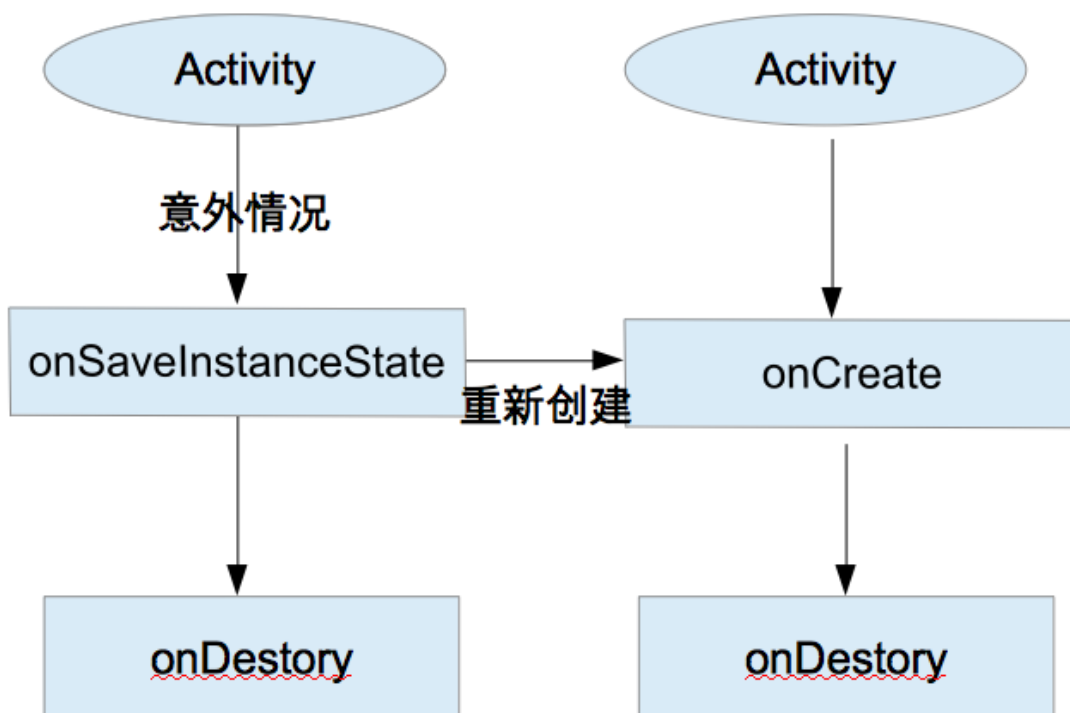 Activity
Activity
意外情况
onSaveInstanceState
onCreate
重新创建
onDestory
onDestory